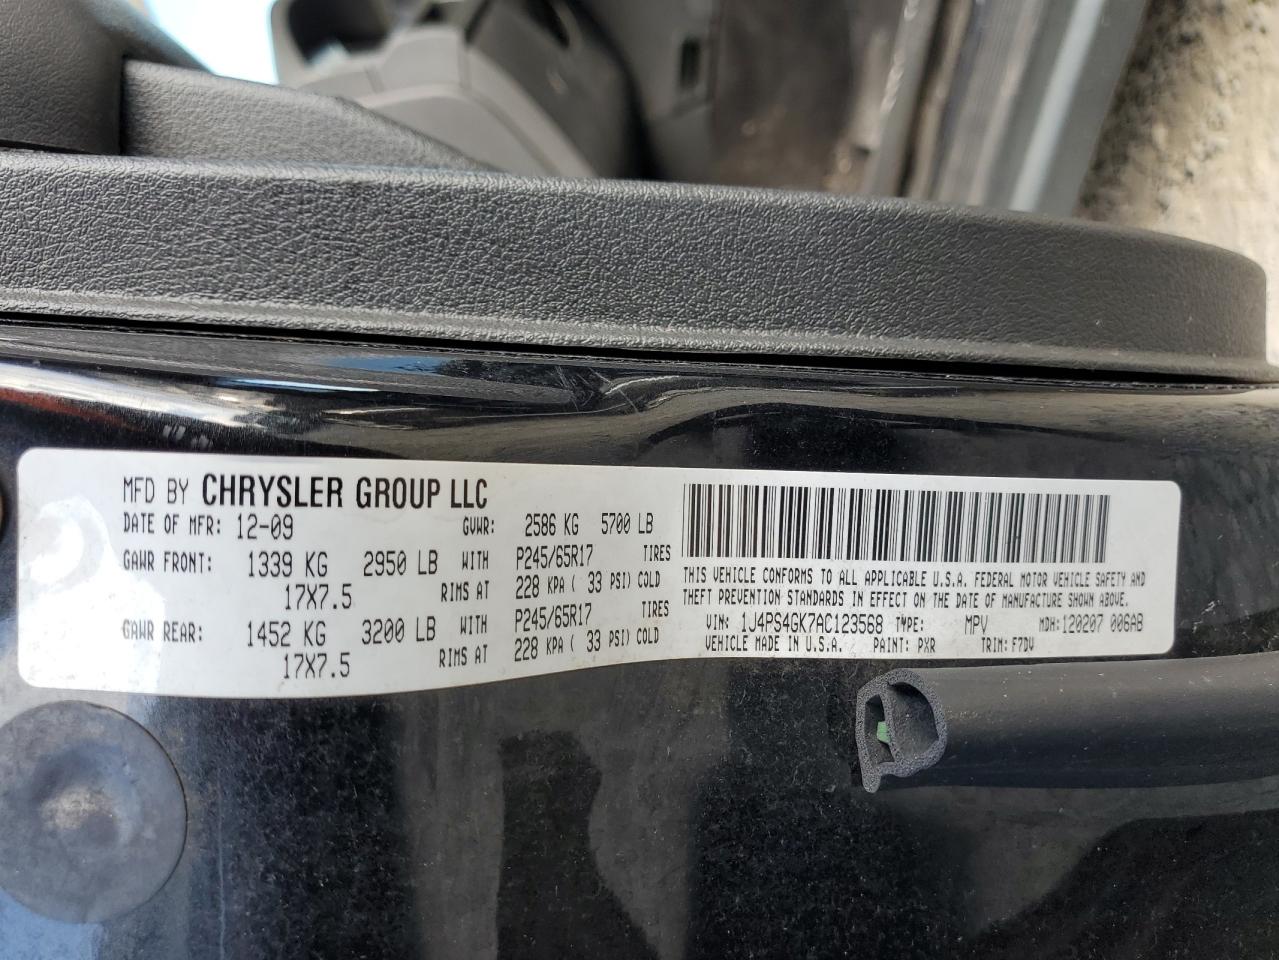 MFD BY CHRYSLER GROUP LLC
DATE OF MFR: 12-09 GVWR: 2586 KG 5700 LB
GAWR FRONT: 1339 KG 2950 LB WITH P245/65R17 TIRES
17X7.5 RIMS AT 228 KPA ( 33 PSI) COLD
GAWR REAR: 1452 KG 3200 LB WITH P245/65R17 TIRES
17X7.5 RIMS AT 228 KPA ( 33 PSI) COLD
THIS VEHICLE CONFORMS TO ALL APPLICABLE U.S.A. FEDERAL MOTOR VEHICLE SAFETY AND
THEFT PREVENTION STANDARDS IN EFFECT ON THE DATE OF MANUFACTURE SHOWN ABOVE.
VIN: 1J4PS4GK7AC123568 TYPE: MPV MDH:120207 006AB
VEHICLE MADE IN U.S.A. PAINT: PXR TRIM: F7DV